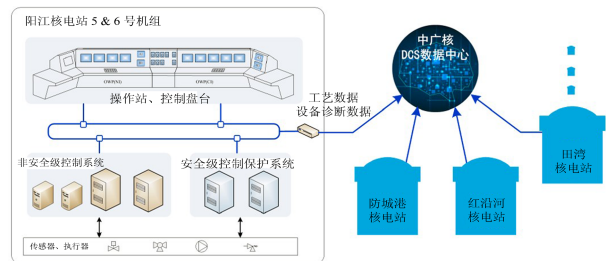 阳江核电站 5 & 6 号机组
OWP(N1)
OWP(C3)
操作站、控制盘台
工艺数据
设备诊断数据
非安全级控制系统
安全级控制保护系统
传感器、执行器
中广核
DCS数据中心
防城港
核电站
红沿河
核电站
田湾
核电站